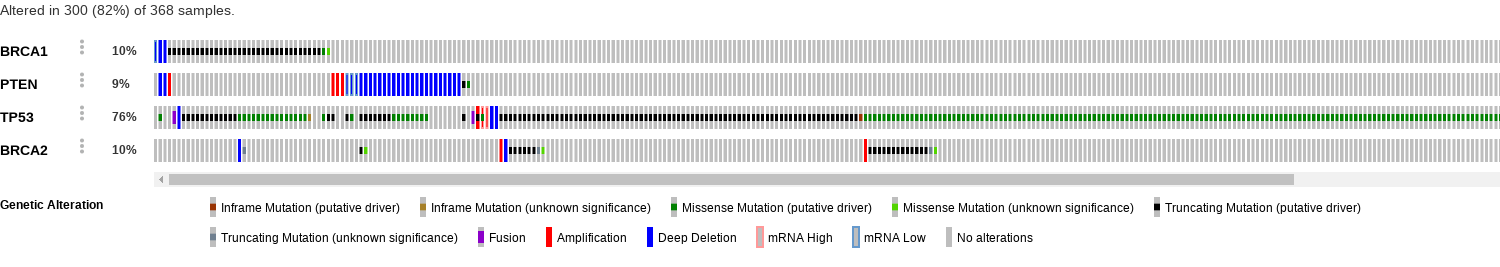 Altered in 300 (82%) of 368 samples.
BRCA1 10%
PTEN 9%
TP53 76%
BRCA2 10%
Genetic Alteration Inframe Mutation (putative driver) Inframe Mutation (unknown significance) Missense Mutation (putative driver) Missense Mutation (unknown significance) Truncating Mutation (putative driver)
Truncating Mutation (unknown significance) Fusion Amplification Deep Deletion mRNA High mRNA Low No alterations